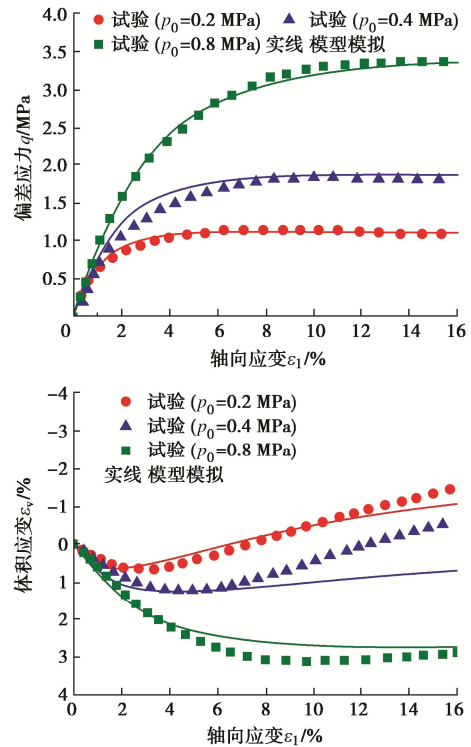 试验 (p0=0.2 MPa) 试验 (p0=0.4 MPa)
试验 (p0=0.8 MPa) 实线 模型模拟
4.0
3.5
3.0
2.5
2.0
1.5
1.0
0.5
偏差应力q/MPa
0 2 4 6 8 10 12 14 16
轴向应变ε1/%
试验 (p0=0.2 MPa)
试验 (p0=0.4 MPa)
试验 (p0=0.8 MPa)
实线 模型模拟
-4
-3
-2
-1
0
1
2
3
4
体积应变εv/%
0 2 4 6 8 10 12 14 16
轴向应变ε1/%